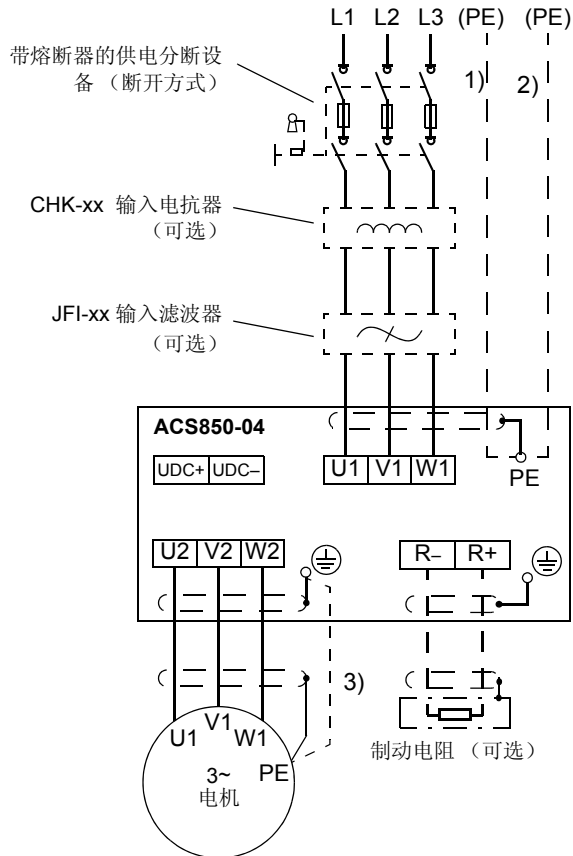 L1 L2 L3 (PE) (PE)
带熔断器的供电分断设
备 （断开方式）
1)
2)
CHK-xx 输入电抗器
（可选）
JFI-xx 输入滤波器
（可选）
ACS850-04
UDC+ UDC–
U1 V1 W1
PE
U2 V2 W2
R– R+
3)
U1 V1 W1
PE
3~
电机
制动电阻 （可选）